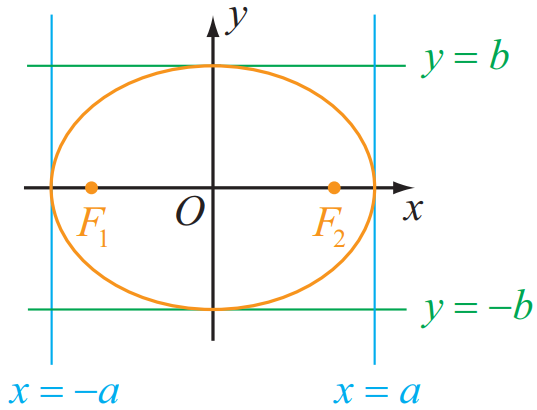 y
y = b
F₁
O
F₂
x
y = −b
x = −a
x = a